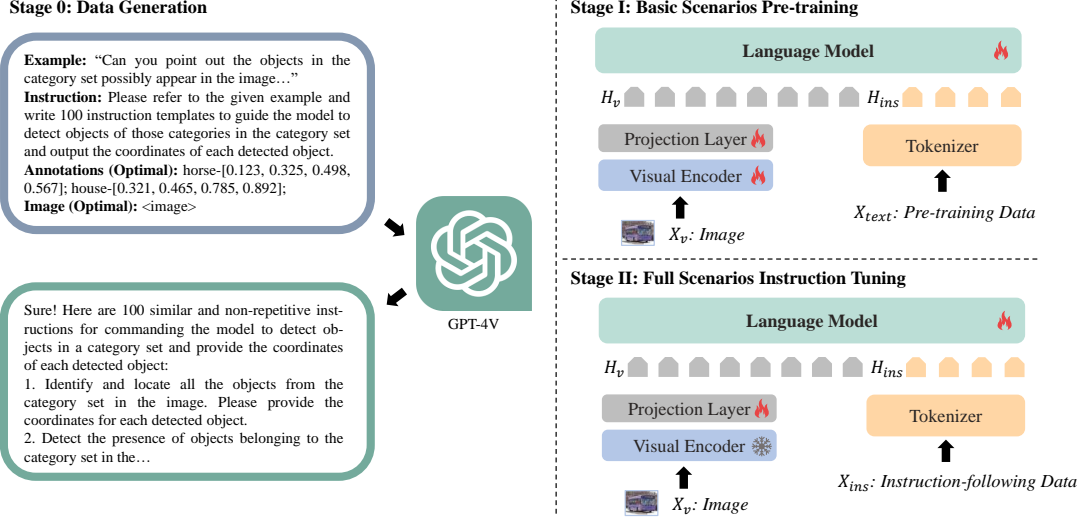 Stage 0: Data Generation
Example: “Can you point out the objects in the
category set possibly appear in the image…”
Instruction: Please refer to the given example and
write 100 instruction templates to guide the model to
detect objects of those categories in the category set
and output the coordinates of each detected object.
Annotations (Optimal): horse-[0.123, 0.325, 0.498,
0.567]; house-[0.321, 0.465, 0.785, 0.892];
Image (Optimal): <image>
GPT-4V
Sure! Here are 100 similar and non-repetitive inst-
ructions for commanding the model to detect ob-
jects in a category set and provide the coordinates
of each detected object:
1. Identify and locate all the objects from the
category set in the image. Please provide the
coordinates for each detected object.
2. Detect the presence of objects belonging to the
category set in the…
Stage I: Basic Scenarios Pre-training
Language Model
H_v
H_ins
Projection Layer
Visual Encoder
Tokenizer
X_v: Image
X_text: Pre-training Data
Stage II: Full Scenarios Instruction Tuning
Language Model
H_v
H_ins
Projection Layer
Visual Encoder
Tokenizer
X_v: Image
X_ins: Instruction-following Data